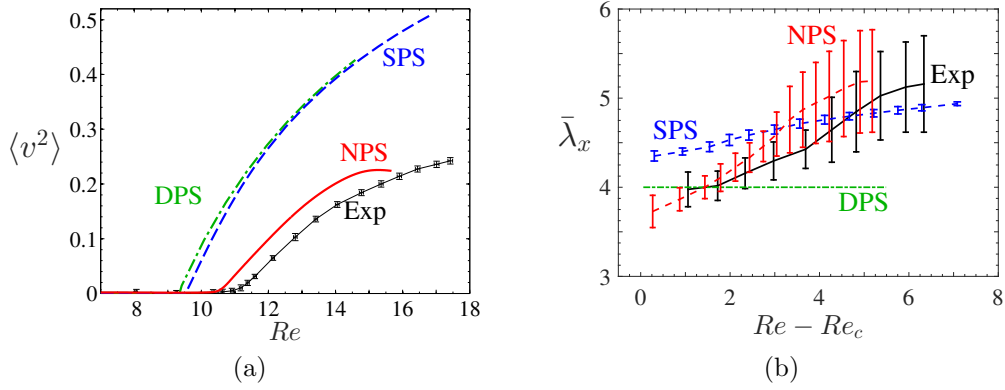 0.5
0.4
0.3
0.2
0.1
0
⟨v²⟩
SPS
DPS
NPS
Exp
8 10 12 14 16 18
Re
(a)
6
5
4
3
λ̄ₓ
NPS
Exp
SPS
DPS
0 2 4 6 8
Re − Re_c
(b)